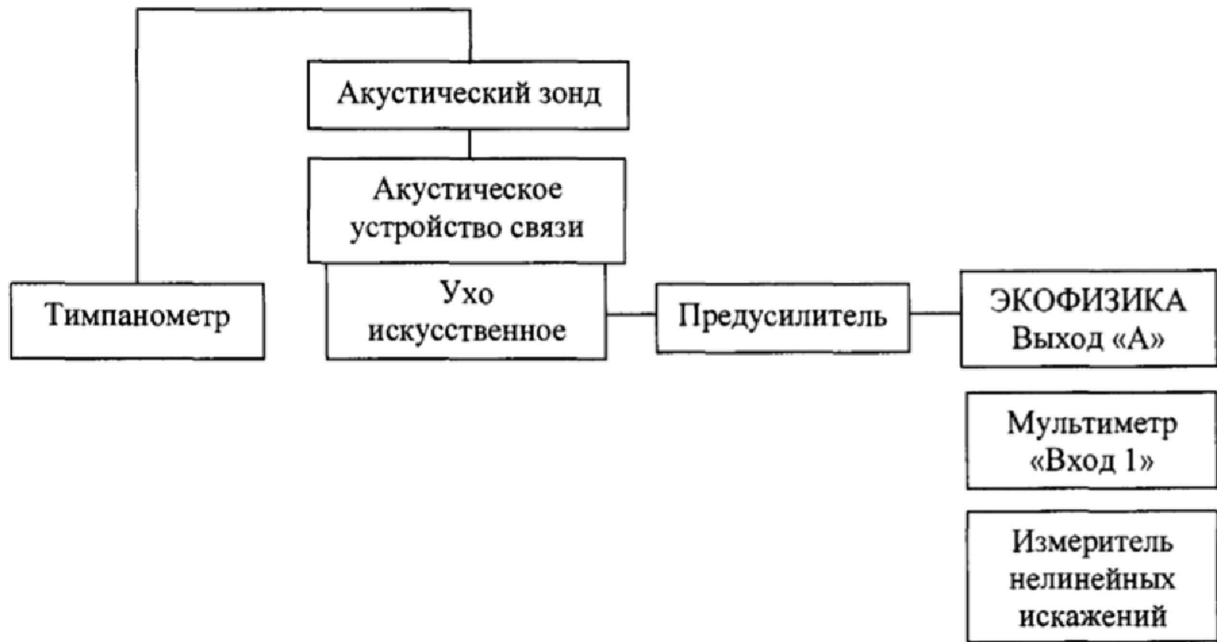 Акустический зонд
Акустическое
устройство связи
Тимпанометр
Ухо
искусственное
Предусилитель
ЭКОФИЗИКА
Выход «А»
Мультиметр
«Вход 1»
Измеритель
нелинейных
искажений